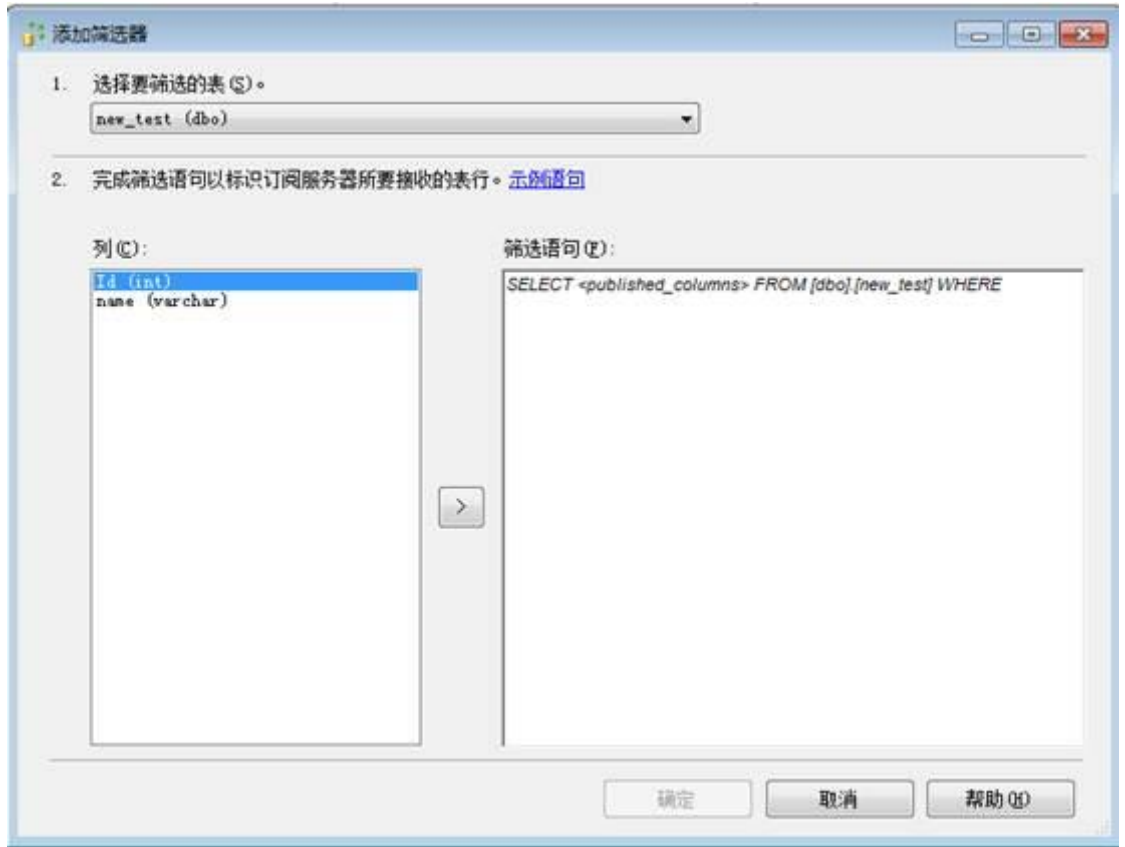 添加筛选器
1. 选择要筛选的表(S)。
new_test (dbo)
2. 完成筛选语句以标识订阅服务器所要接收的表行。示例语句
列(C):
筛选语句(F):
Id (int)
name (varchar)
SELECT <published_columns> FROM [dbo].[new_test] WHERE
>
确定
取消
帮助(H)